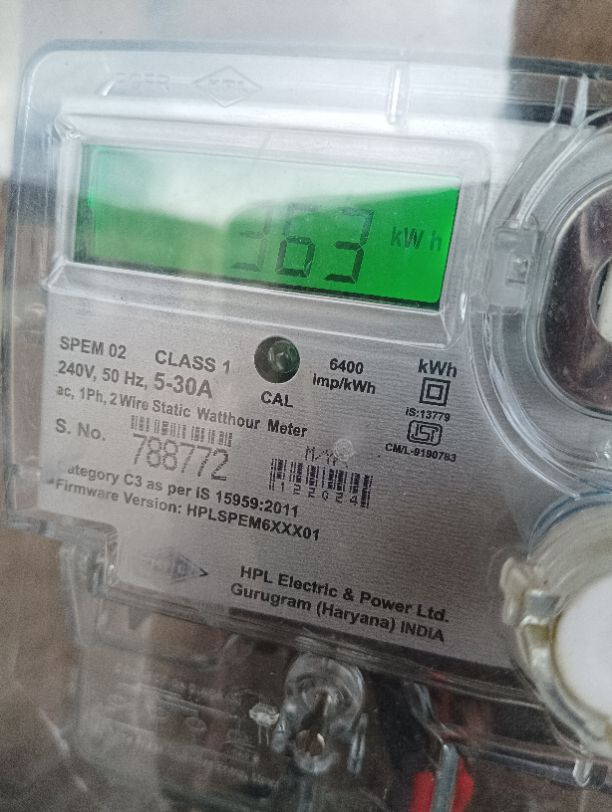 363 kWh
SPEM 02 CLASS 1
240V, 50 Hz, 5-30A
ac, 1Ph, 2 Wire Static Watthour Meter
CAL
6400
imp/kWh
kWh
IS:13779
CM/L-9190783
S. No.
788772
M/YR
122024
Category C3 as per IS 15959:2011
Firmware Version: HPLSPEM6XXX01
HPL Electric & Power Ltd.
Gurugram (Haryana) INDIA